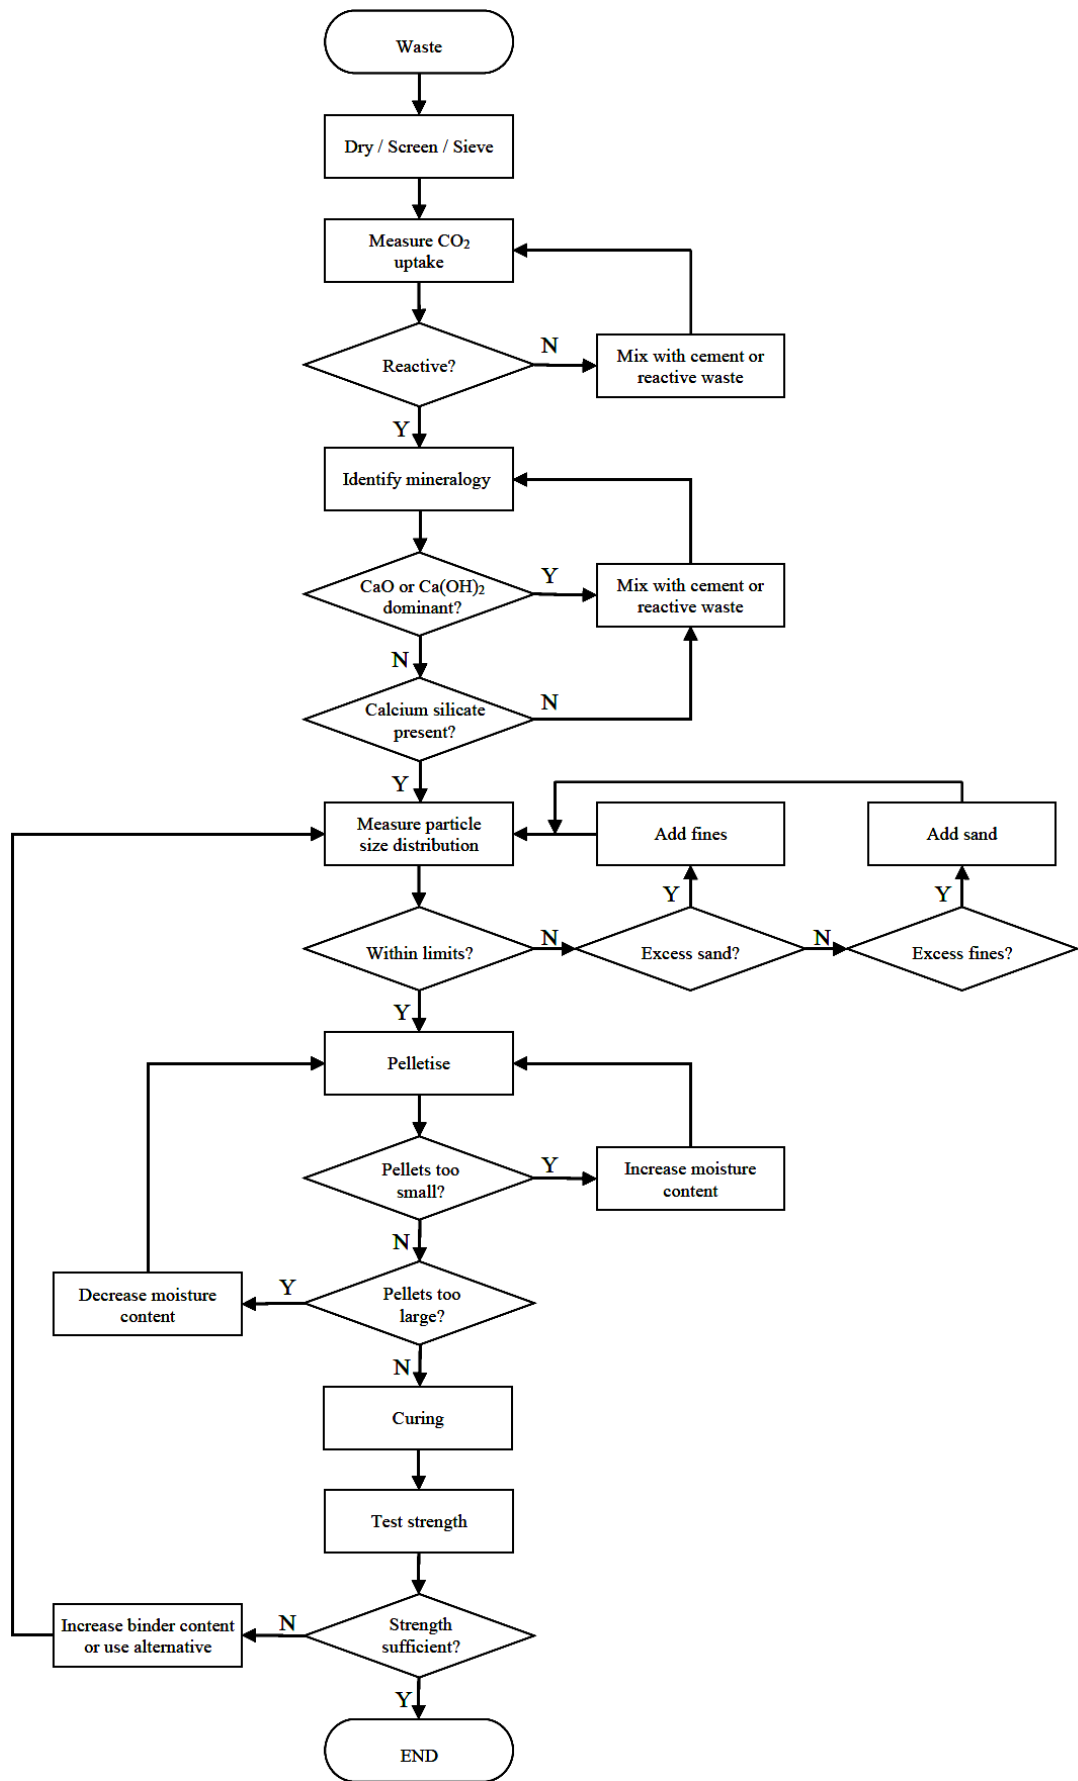 Waste
Dry / Screen / Sieve
Measure CO₂
uptake
Reactive?
N
Mix with cement or
reactive waste
Y
Identify mineralogy
CaO or Ca(OH)₂
dominant?
Y
Mix with cement or
reactive waste
N
Calcium silicate
present?
N
Y
Measure particle
size distribution
Add fines
Add sand
Y
Y
Within limits?
N
Excess sand?
N
Excess fines?
Y
Pelletise
Pellets too
small?
Y
Increase moisture
content
N
Decrease moisture
content
Y
Pellets too
large?
N
Curing
Test strength
Increase binder content
or use alternative
N
Strength
sufficient?
Y
END